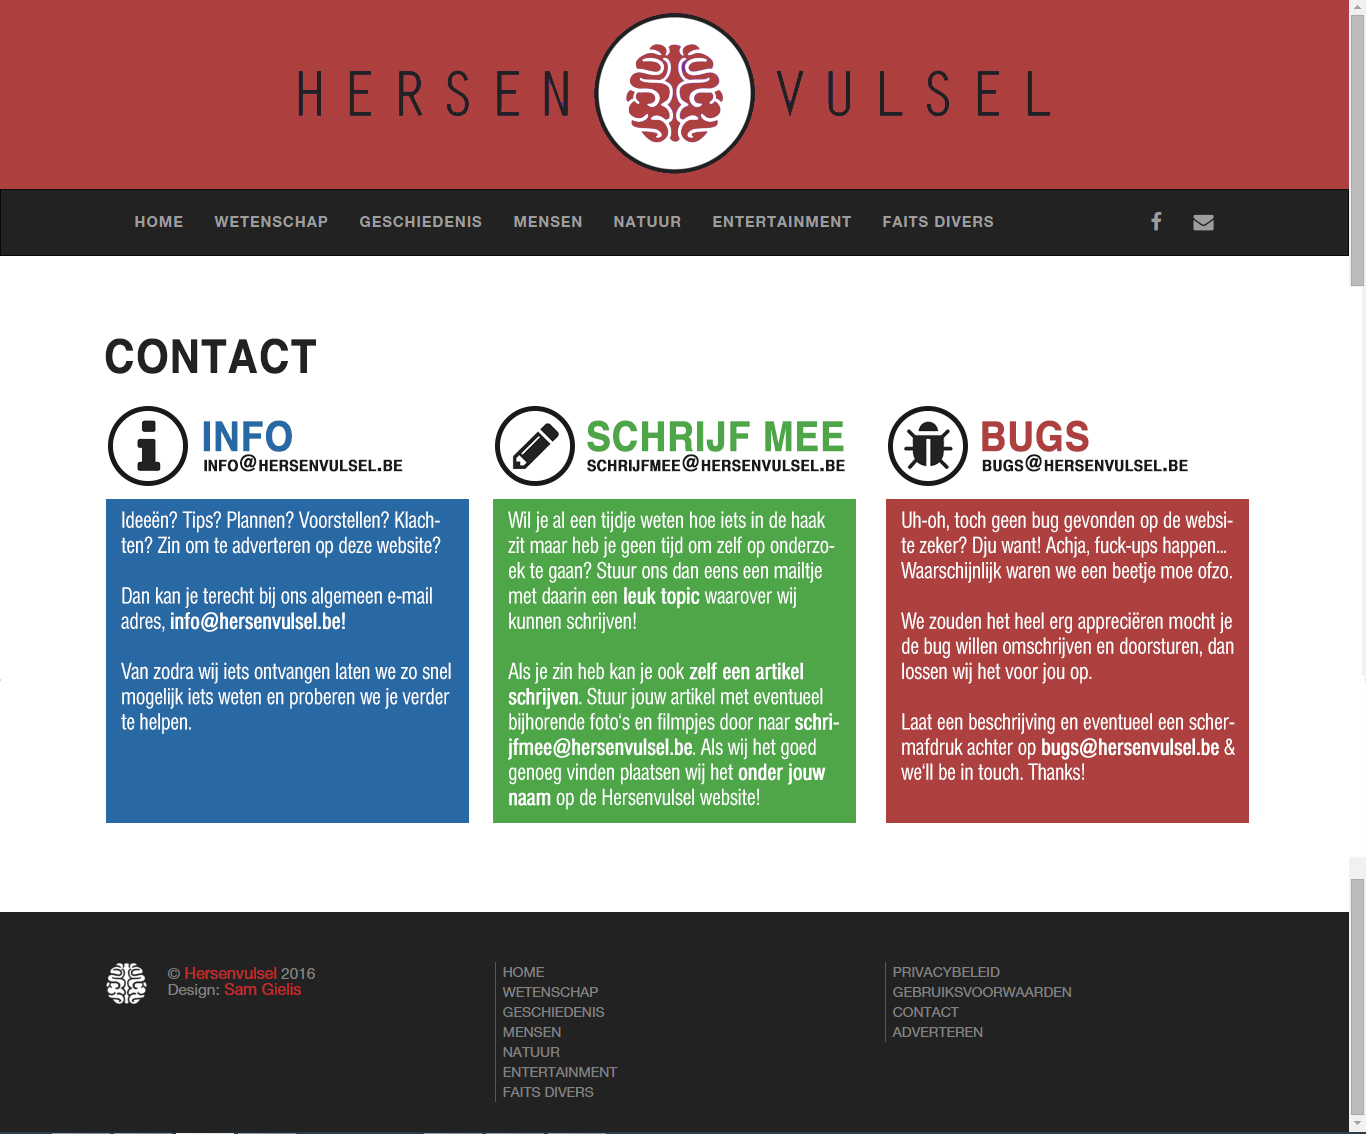 HERSEN VULSEL
HOME WETENSCHAP GESCHIEDENIS MENSEN NATUUR ENTERTAINMENT FAITS DIVERS
CONTACT
INFO
INFO@HERSENVULSEL.BE
Ideeën? Tips? Plannen? Voorstellen? Klach-
ten? Zin om te adverteren op deze website?
Dan kan je terecht bij ons algemeen e-mail
adres, info@hersenvulsel.be!
Van zodra wij iets ontvangen laten we zo snel
mogelijk iets weten en proberen we je verder
te helpen.
SCHRIJF MEE
SCHRIJFMEE@HERSENVULSEL.BE
Wil je al een tijdje weten hoe iets in de haak
zit maar heb je geen tijd om zelf op onderzo-
ek te gaan? Stuur ons dan eens een mailtje
met daarin een leuk topic waarover wij
kunnen schrijven!
Als je zin heb kan je ook zelf een artikel
schrijven. Stuur jouw artikel met eventueel
bijhorende foto's en filmpjes door naar schri-
jfmee@hersenvulsel.be. Als wij het goed
genoeg vinden plaatsen wij het onder jouw
naam op de Hersenvulsel website!
BUGS
BUGS@HERSENVULSEL.BE
Uh-oh, toch geen bug gevonden op de websi-
te zeker? Dju want! Achja, fuck-ups happen...
Waarschijnlijk waren we een beetje moe ofzo.
We zouden het heel erg appreciëren mocht je
de bug willen omschrijven en doorsturen, dan
lossen wij het voor jou op.
Laat een beschrijving en eventueel een scher-
mafdruk achter op bugs@hersenvulsel.be &
we'll be in touch. Thanks!
© Hersenvulsel 2016
Design: Sam Gielis
HOME
WETENSCHAP
GESCHIEDENIS
MENSEN
NATUUR
ENTERTAINMENT
FAITS DIVERS
PRIVACYBELEID
GEBRUIKSVOORWAARDEN
CONTACT
ADVERTEREN